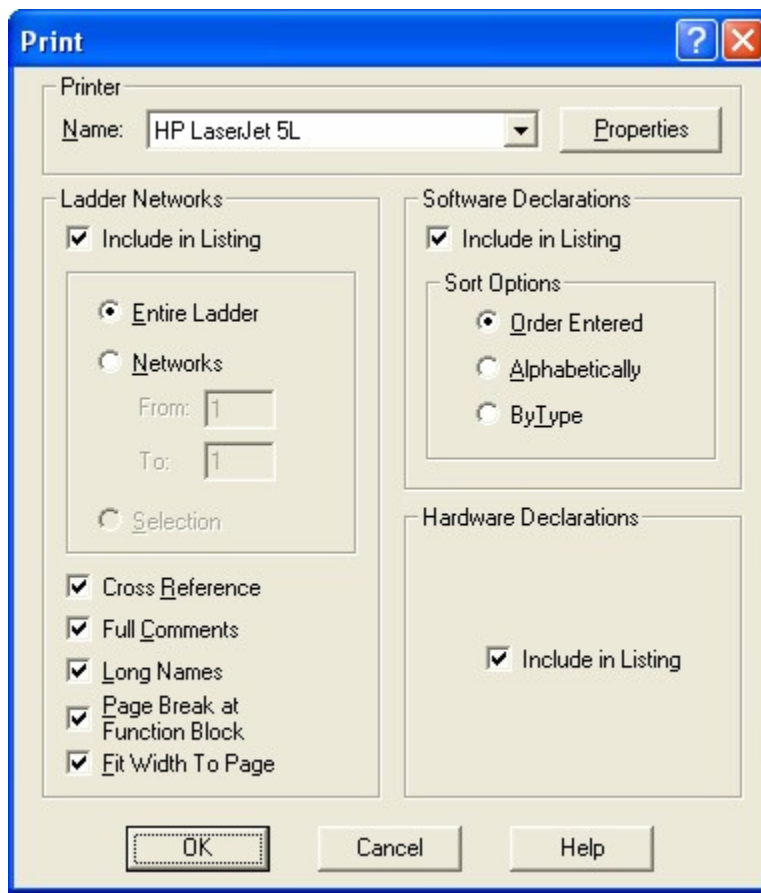 Print
Printer
Name: HP LaserJet 5L Properties
Ladder Networks
Include in Listing
Entire Ladder
Networks
From: 1
To: 1
Selection
Cross Reference
Full Comments
Long Names
Page Break at
Function Block
Fit Width To Page
Software Declarations
Include in Listing
Sort Options
Order Entered
Alphabetically
ByType
Hardware Declarations
Include in Listing
OK Cancel Help